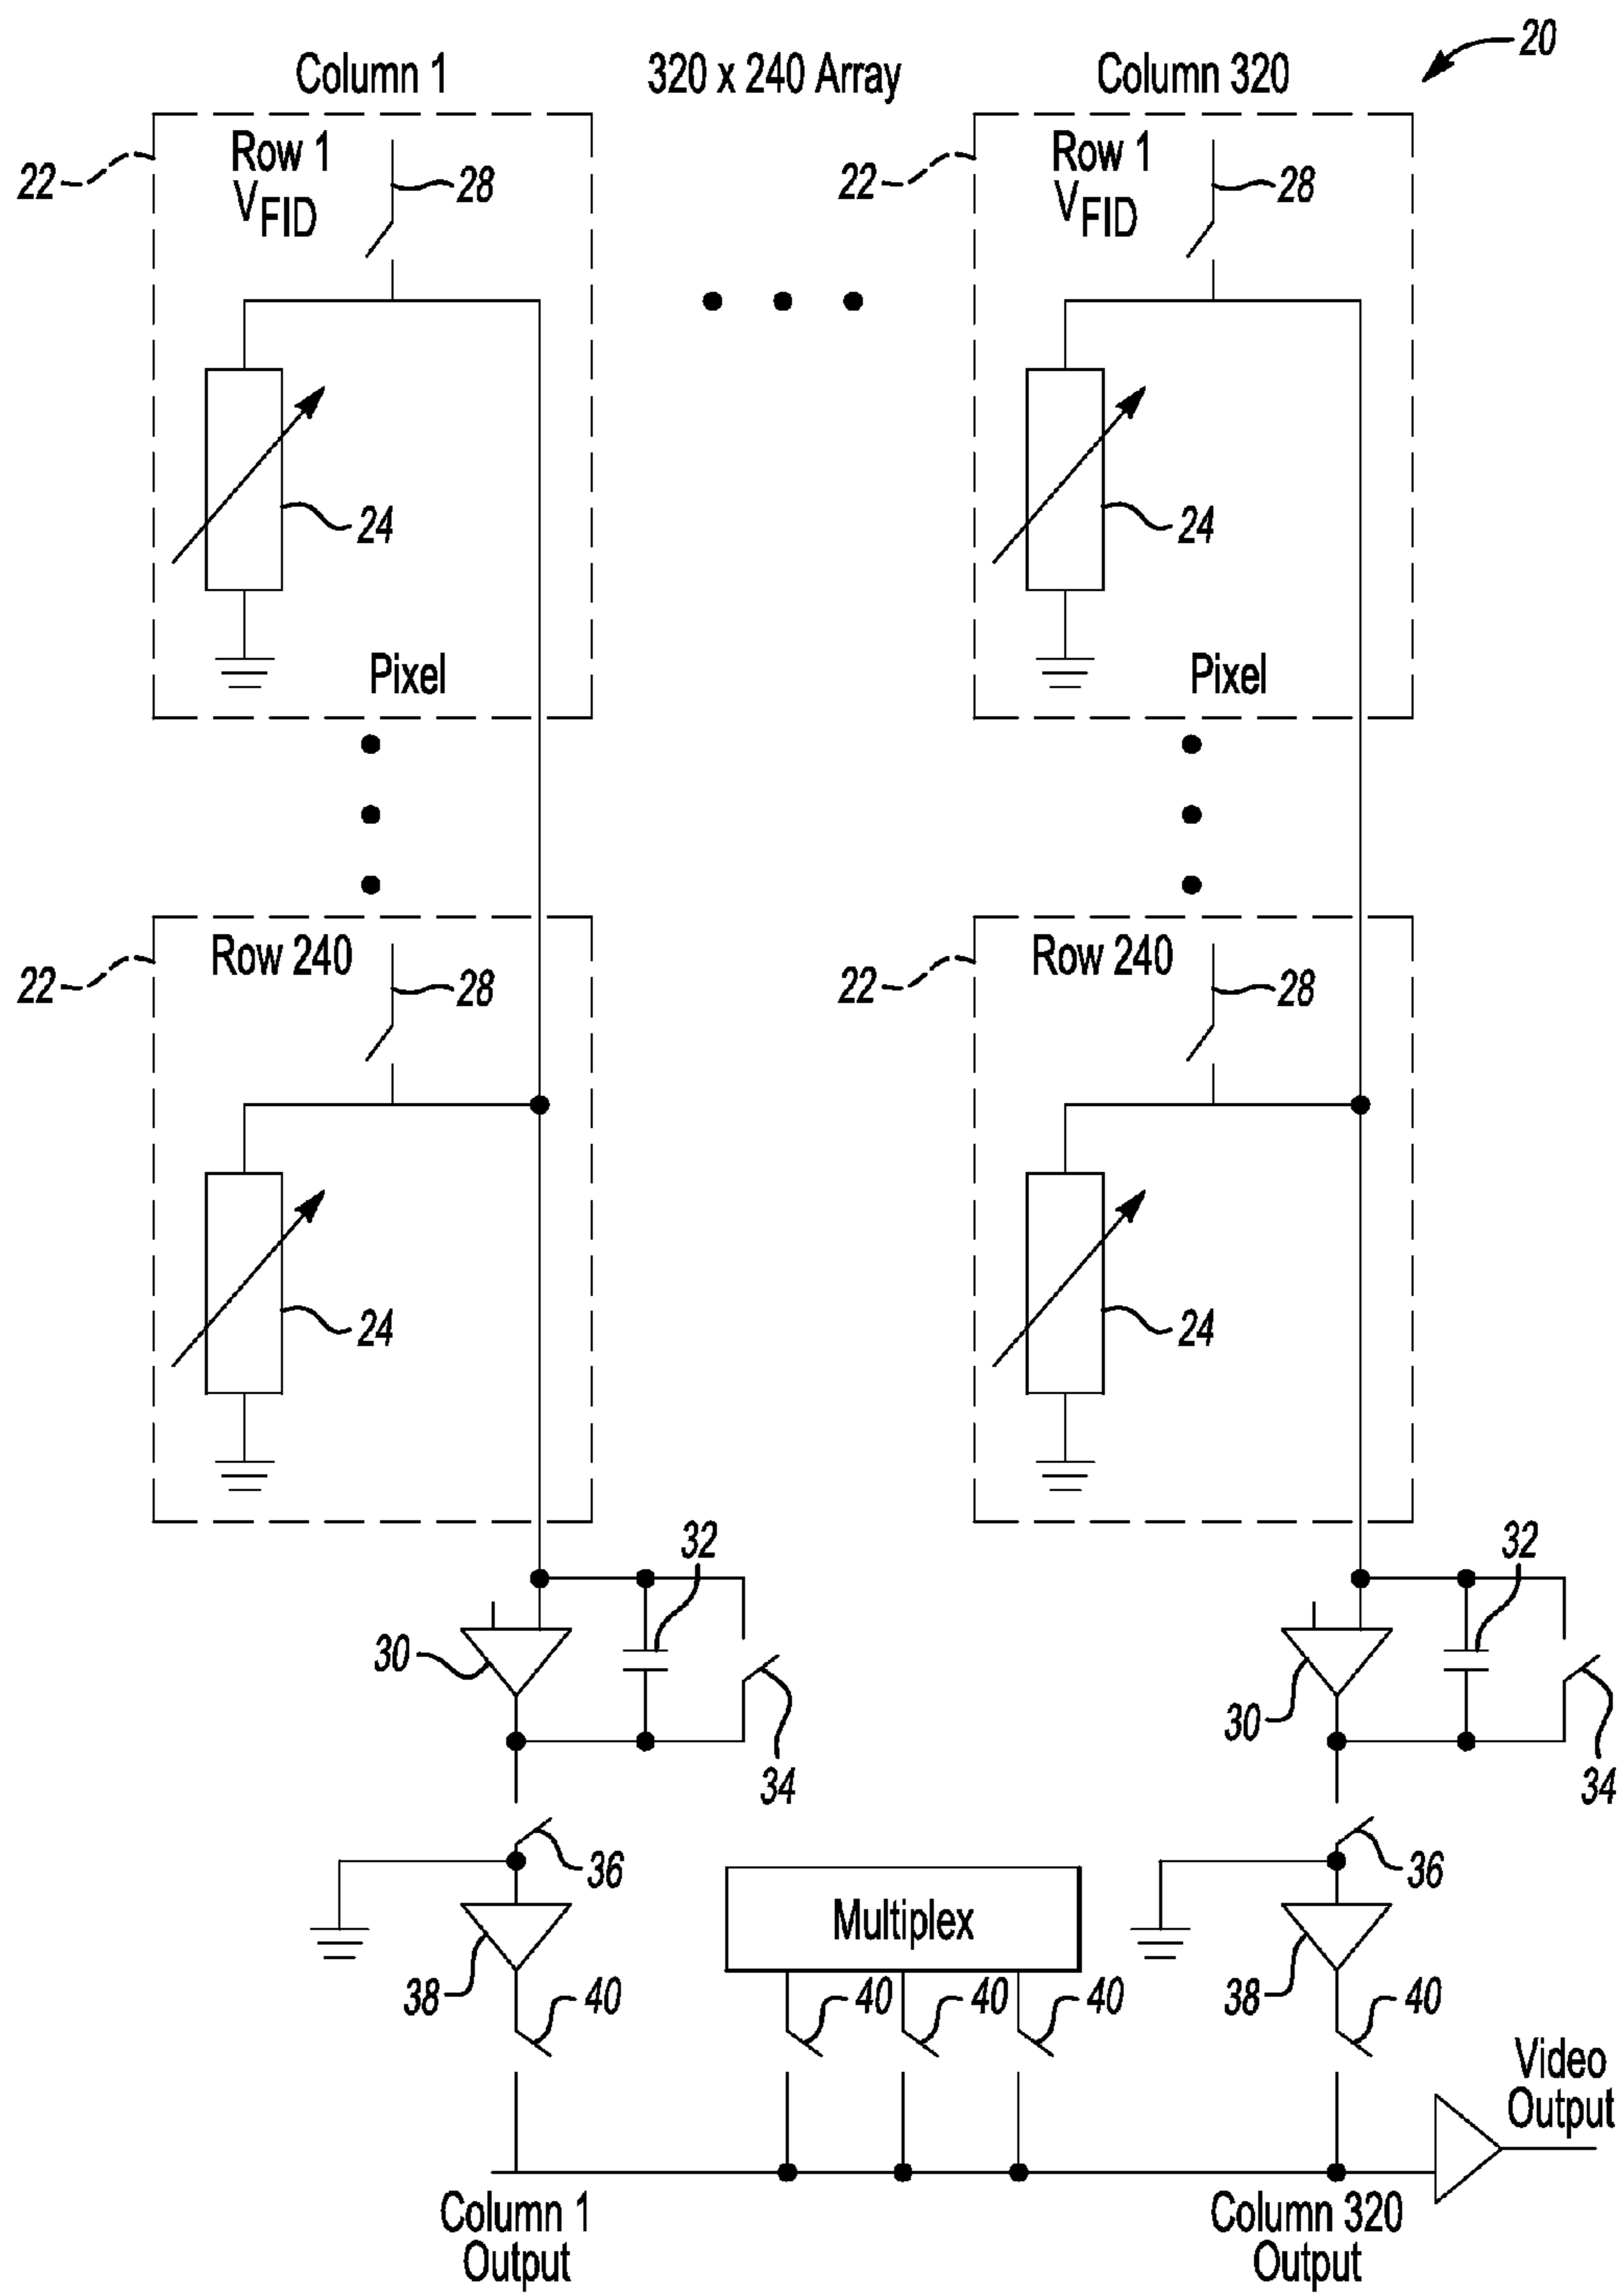 20
Column 1
320 x 240 Array
Column 320
22
Row 1
VFID
28
22
Row 1
VFID
28
24
24
Pixel
Pixel
22
Row 240
28
22
Row 240
28
24
24
32
32
30
30
34
34
36
36
Multiplex
38
40
40
40
40
38
40
Video
Output
Column 1
Output
Column 320
Output